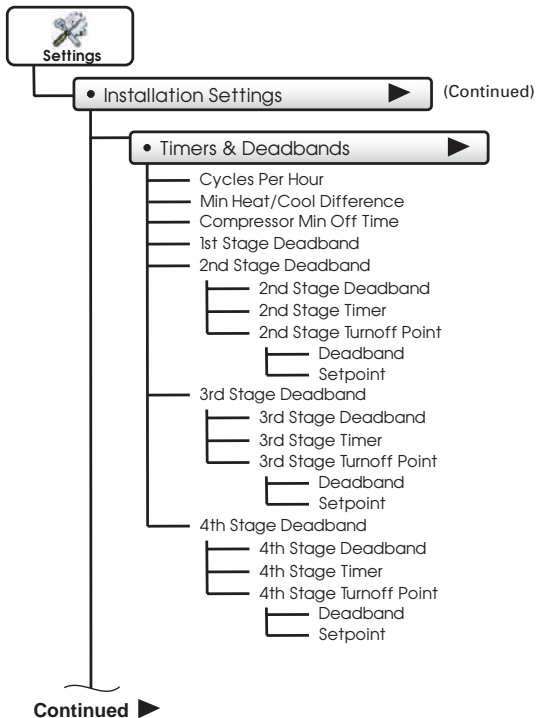 Settings
• Installation Settings (Continued)
• Timers & Deadbands
Cycles Per Hour
Min Heat/Cool Difference
Compressor Min Off Time
1st Stage Deadband
2nd Stage Deadband
2nd Stage Deadband
2nd Stage Timer
2nd Stage Turnoff Point
Deadband
Setpoint
3rd Stage Deadband
3rd Stage Deadband
3rd Stage Timer
3rd Stage Turnoff Point
Deadband
Setpoint
4th Stage Deadband
4th Stage Deadband
4th Stage Timer
4th Stage Turnoff Point
Deadband
Setpoint
Continued